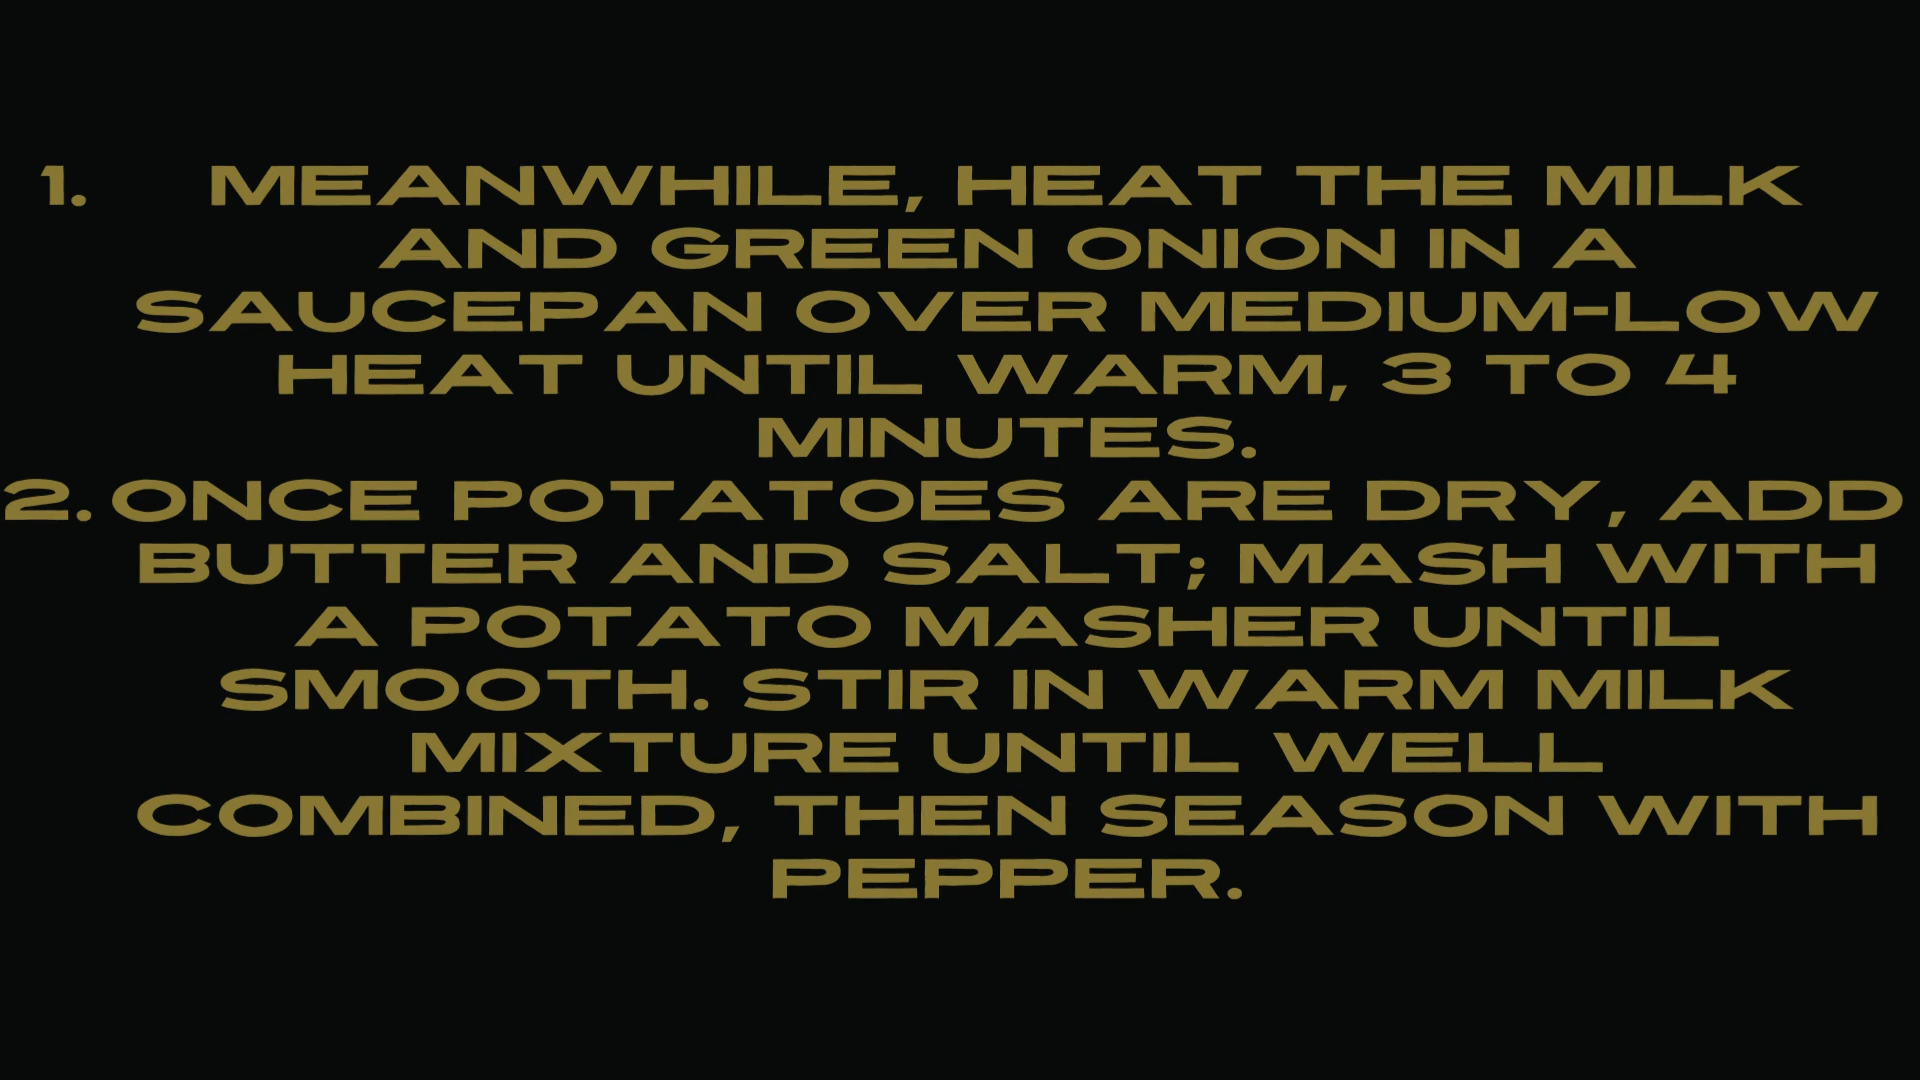 1. MEANWHILE, HEAT THE MILK
AND GREEN ONION IN A
SAUCEPAN OVER MEDIUM-LOW
HEAT UNTIL WARM, 3 TO 4
MINUTES.
2. ONCE POTATOES ARE DRY, ADD
BUTTER AND SALT; MASH WITH
A POTATO MASHER UNTIL
SMOOTH. STIR IN WARM MILK
MIXTURE UNTIL WELL
COMBINED, THEN SEASON WITH
PEPPER.